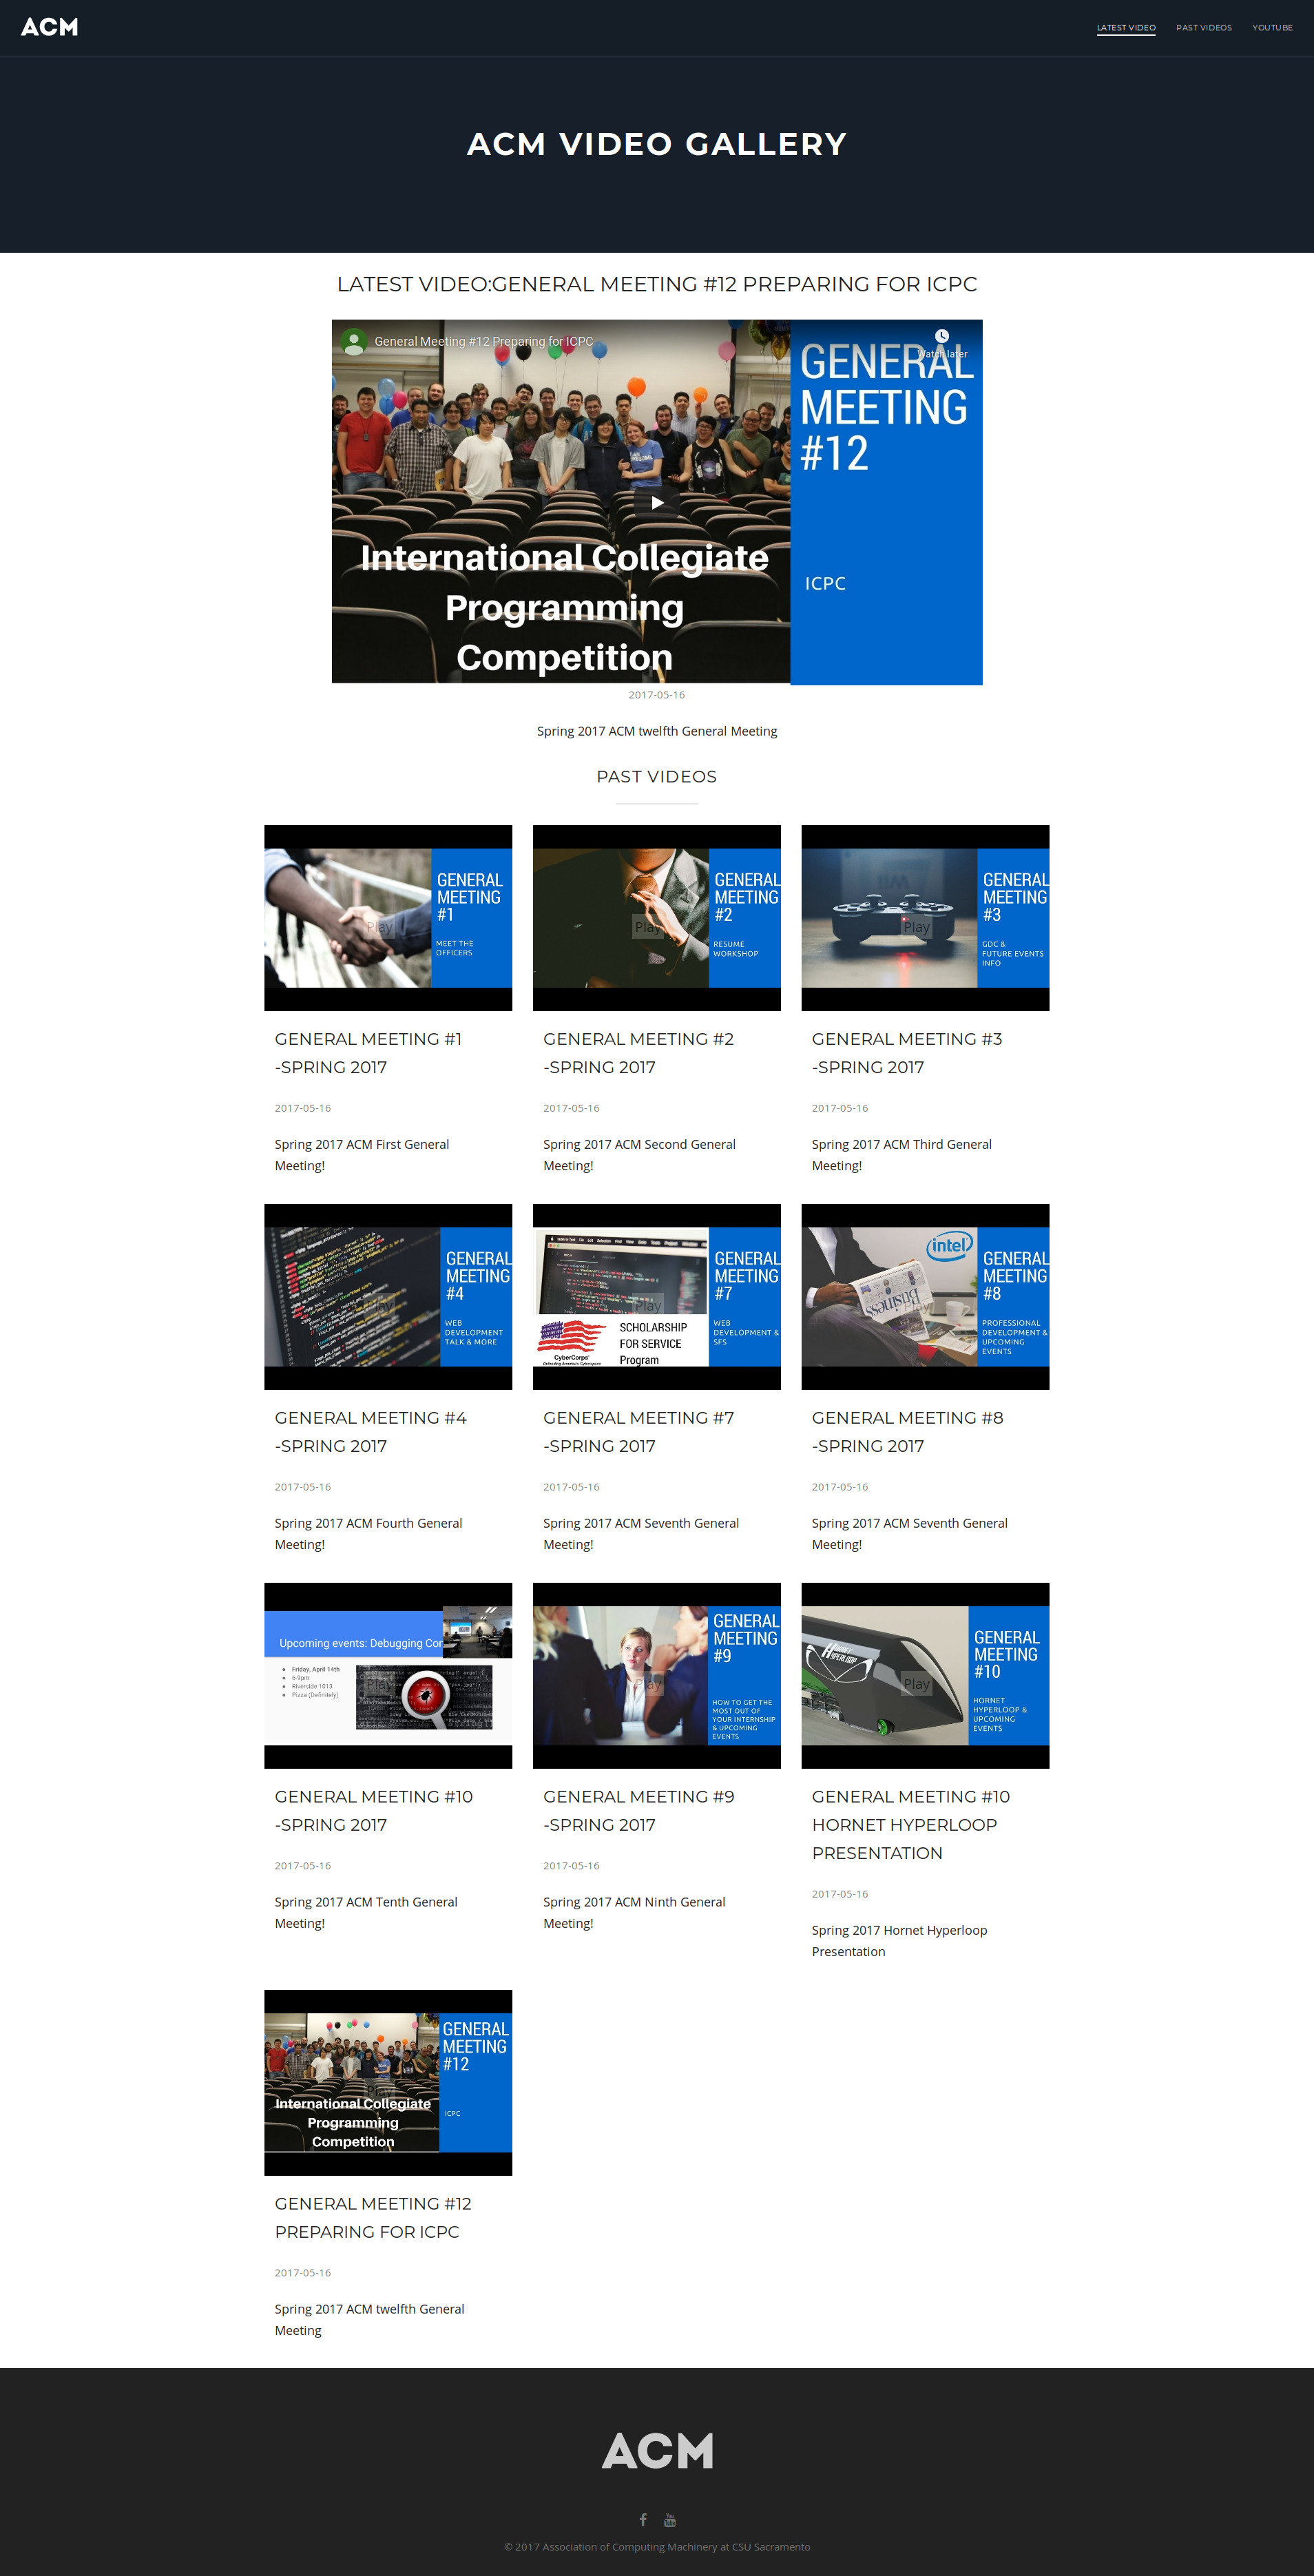 ACM
LATEST VIDEO
PAST VIDEOS
YOUTUBE
ACM VIDEO GALLERY
LATEST VIDEO:GENERAL MEETING #12 PREPARING FOR ICPC
General Meeting #12 Preparing for ICPC
Watch later
GENERAL
MEETING
#12
ICPC
International Collegiate
Programming
Competition
2017-05-16
Spring 2017 ACM twelfth General Meeting
PAST VIDEOS
GENERAL
MEETING
#1
MEET THE
OFFICERS
Play
GENERAL MEETING #1
-SPRING 2017
2017-05-16
Spring 2017 ACM First General
Meeting!
GENERAL
MEETING
#2
RESUME
WORKSHOP
Play
GENERAL MEETING #2
-SPRING 2017
2017-05-16
Spring 2017 ACM Second General
Meeting!
GENERAL
MEETING
#3
GDC &
FUTURE EVENTS
INFO
Play
GENERAL MEETING #3
-SPRING 2017
2017-05-16
Spring 2017 ACM Third General
Meeting!
GENERAL
MEETING
#4
WEB
DEVELOPMENT
TALK & MORE
Play
GENERAL MEETING #4
-SPRING 2017
2017-05-16
Spring 2017 ACM Fourth General
Meeting!
GENERAL
MEETING
#7
WEB
DEVELOPMENT &
SFS
Play
SCHOLARSHIP
FOR SERVICE
Program
CyberCorps
Defending America's Cyberspace
GENERAL MEETING #7
-SPRING 2017
2017-05-16
Spring 2017 ACM Seventh General
Meeting!
intel
Business
GENERAL
MEETING
#8
PROFESSIONAL
DEVELOPMENT &
UPCOMING
EVENTS
Play
GENERAL MEETING #8
-SPRING 2017
2017-05-16
Spring 2017 ACM Seventh General
Meeting!
Upcoming events: Debugging Cor
Friday, April 14th
6-9pm
Riverside 1013
Pizza (Definitely)
Play
GENERAL MEETING #10
-SPRING 2017
2017-05-16
Spring 2017 ACM Tenth General
Meeting!
GENERAL
MEETING
#9
HOW TO GET THE
MOST OUT OF
YOUR INTERNSHIP
& UPCOMING
EVENTS
Play
GENERAL MEETING #9
-SPRING 2017
2017-05-16
Spring 2017 ACM Ninth General
Meeting!
HORNET
HYPERLOOP
GENERAL
MEETING
#10
HORNET
HYPERLOOP &
UPCOMING
EVENTS
Play
GENERAL MEETING #10
HORNET HYPERLOOP
PRESENTATION
2017-05-16
Spring 2017 Hornet Hyperloop
Presentation
GENERAL
MEETING
#12
ICPC
Play
International Collegiate
Programming
Competition
GENERAL MEETING #12
PREPARING FOR ICPC
2017-05-16
Spring 2017 ACM twelfth General
Meeting
ACM
You
Tube
© 2017 Association of Computing Machinery at CSU Sacramento